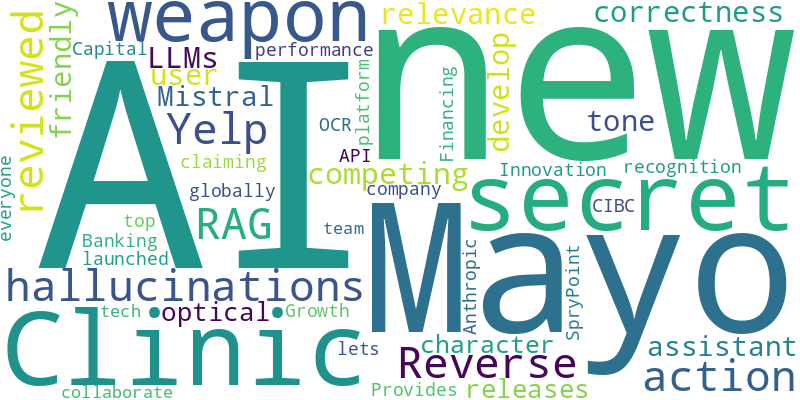 weapon
new
relevance
correctness
reviewed
friendly
Capital
LLMs
performance
user
AI
Mistral
Yelp
OCR
platform
Financing
develop
tone
claiming
API
competing
globally
company
Innovation
recognition
everyone
secret
CIBC
RAG
top
team
Mayo
Banking
launched
hallucinations
Anthropic
SpryPoint
tech
optical
Growth
Clinic
lets
character
assistant
Reverse
action
collaborate
Provides
releases